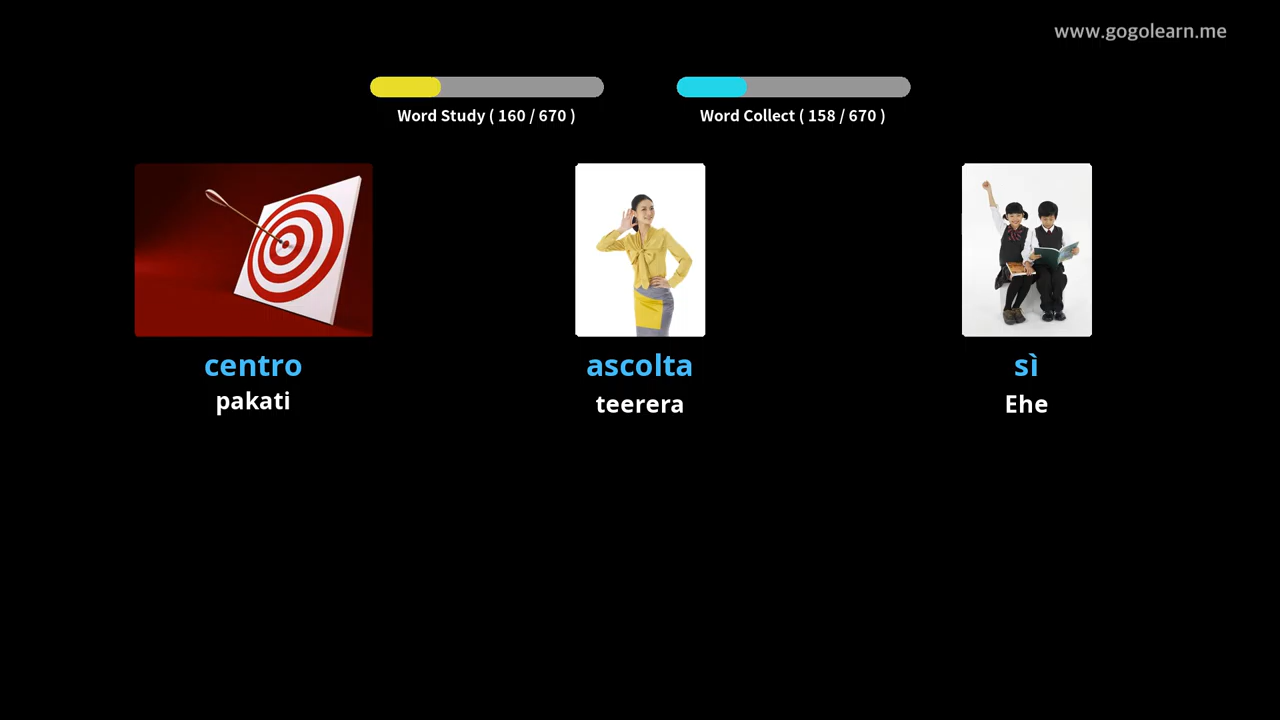 www.gogolearn.me
Word Study ( 160 / 670 )
Word Collect ( 158 / 670 )
centro
pakati
ascolta
teerera
sì
Ehe